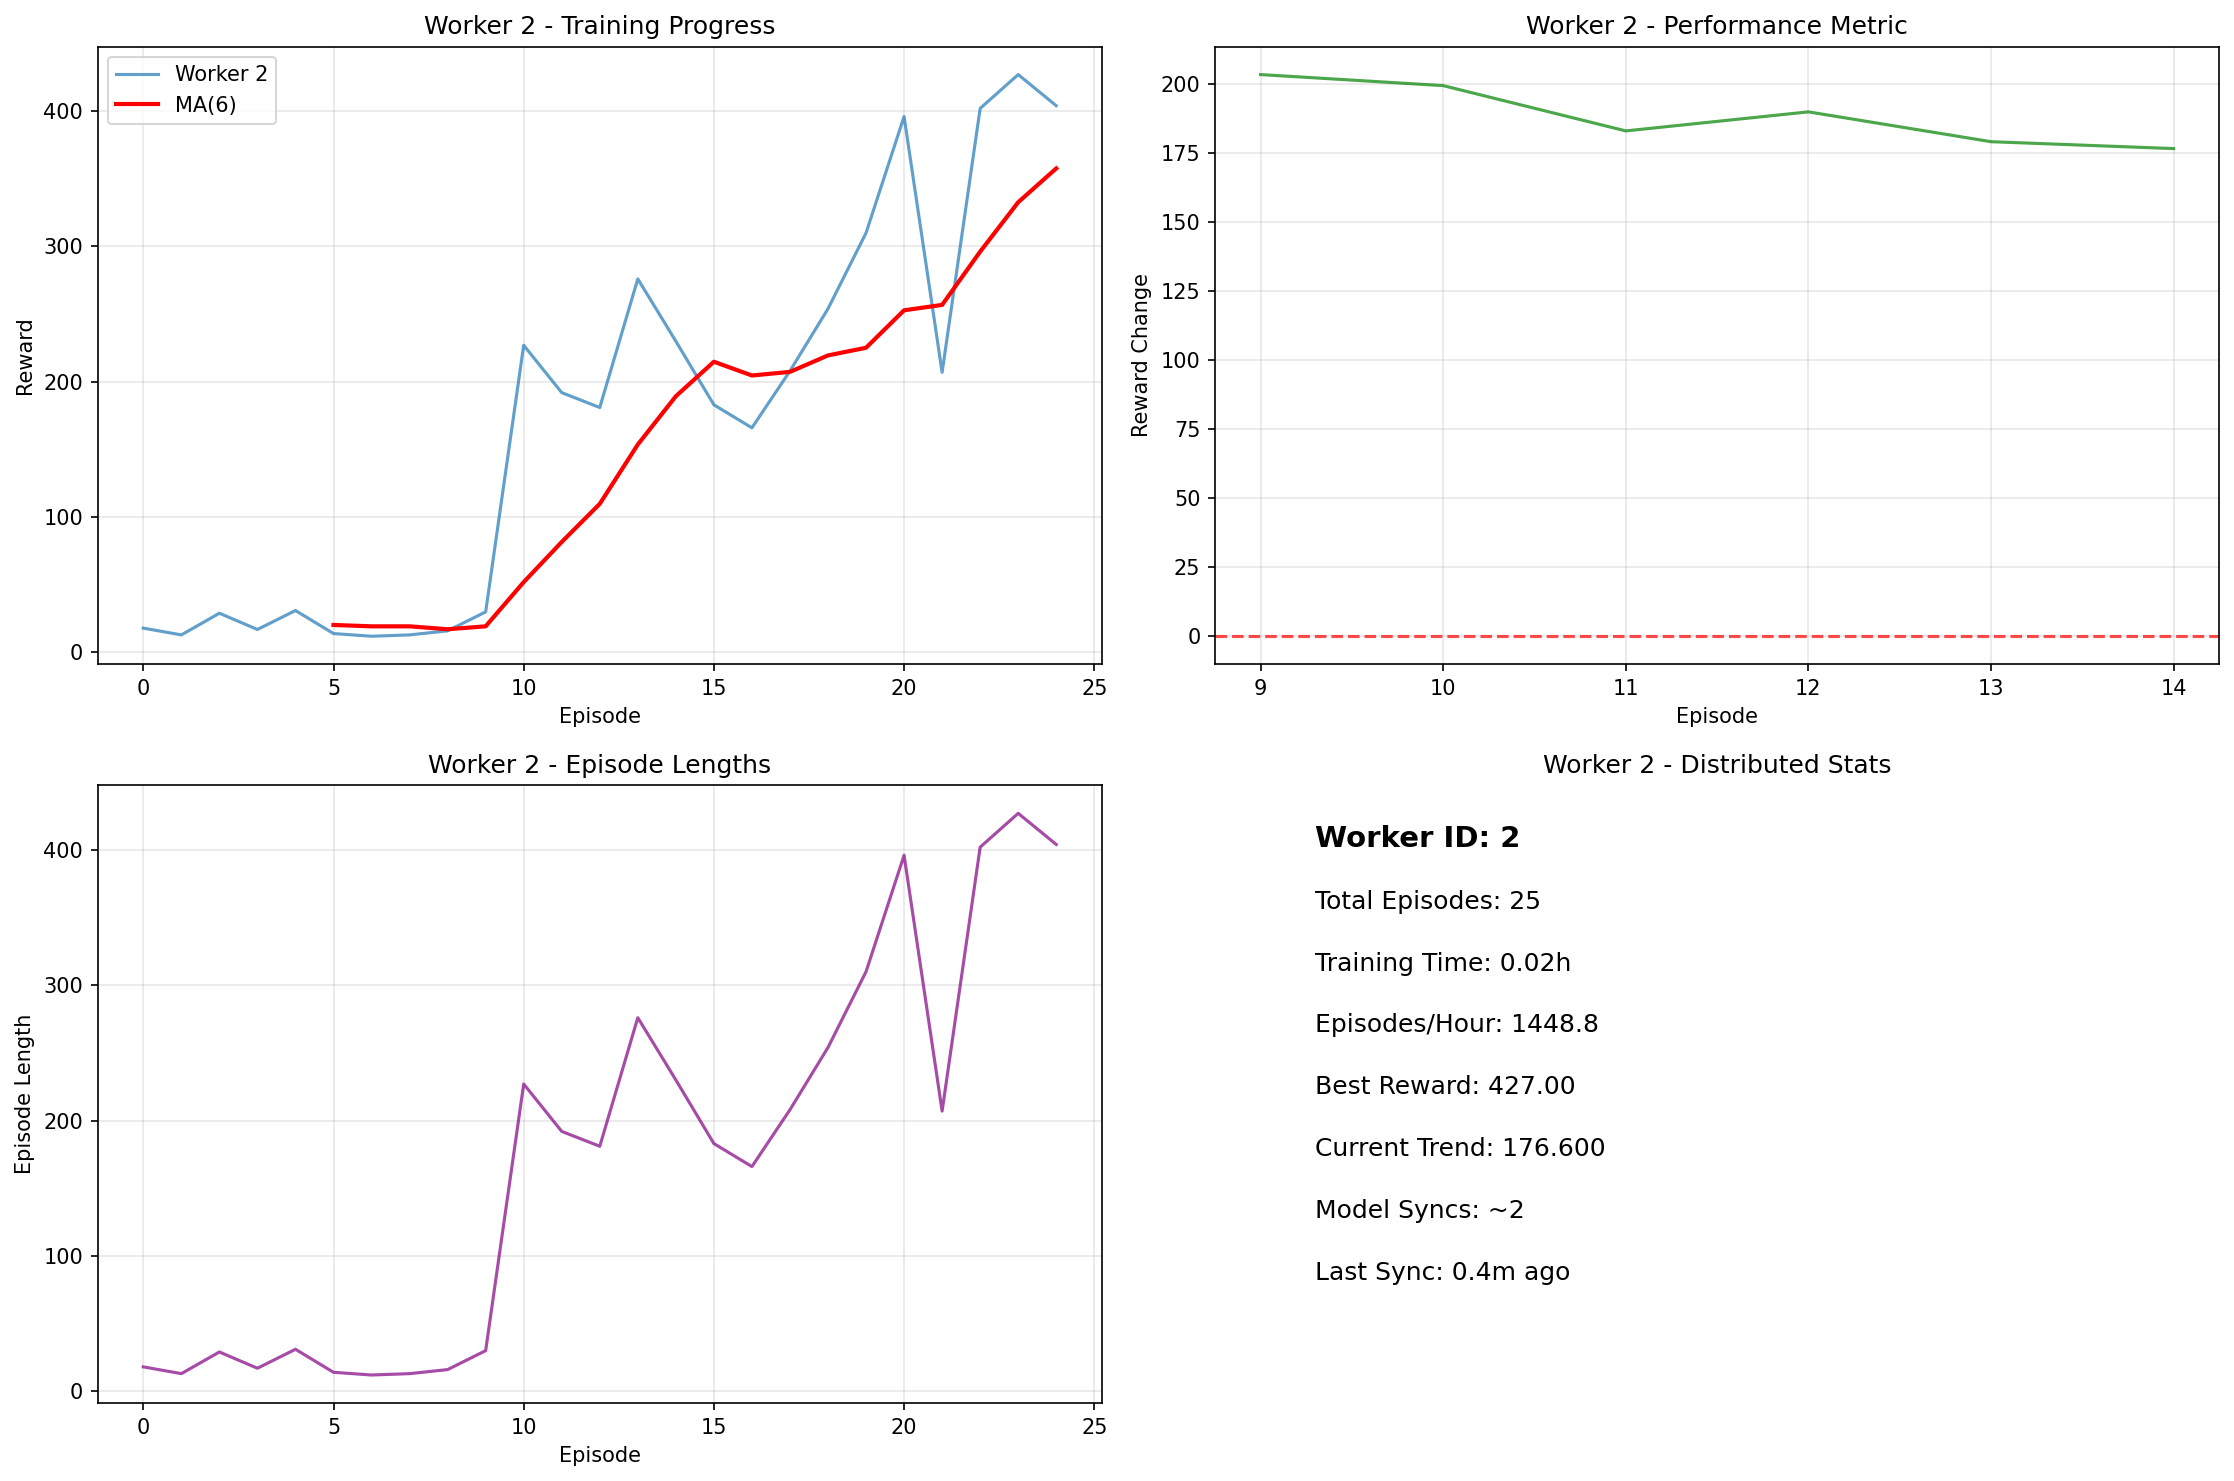 Worker 2 - Training Progress
Worker 2
MA(6)
Reward
400
300
200
100
0
0 5 10 15 20 25
Episode
Worker 2 - Performance Metric
Reward Change
200
175
150
125
100
75
50
25
0
9 10 11 12 13 14
Episode
Worker 2 - Episode Lengths
Episode Length
400
300
200
100
0
0 5 10 15 20 25
Episode
Worker 2 - Distributed Stats
Worker ID: 2
Total Episodes: 25
Training Time: 0.02h
Episodes/Hour: 1448.8
Best Reward: 427.00
Current Trend: 176.600
Model Syncs: ~2
Last Sync: 0.4m ago